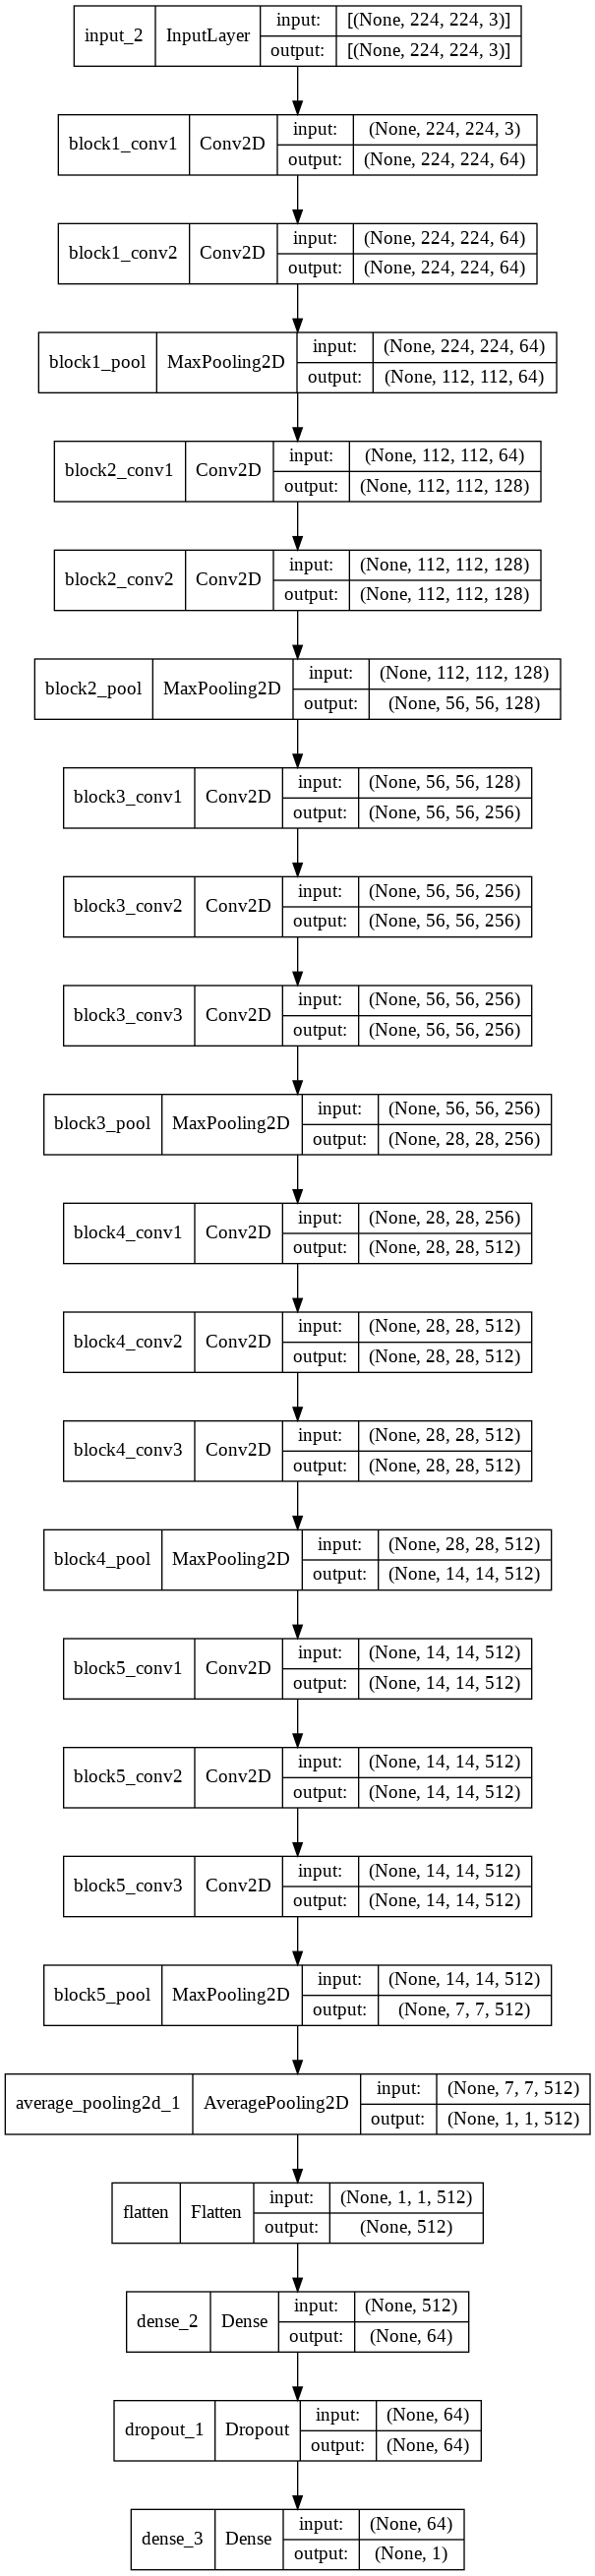 input_2 InputLayer input: [(None, 224, 224, 3)]
output: [(None, 224, 224, 3)]
block1_conv1 Conv2D input: (None, 224, 224, 3)
output: (None, 224, 224, 64)
block1_conv2 Conv2D input: (None, 224, 224, 64)
output: (None, 224, 224, 64)
block1_pool MaxPooling2D input: (None, 224, 224, 64)
output: (None, 112, 112, 64)
block2_conv1 Conv2D input: (None, 112, 112, 64)
output: (None, 112, 112, 128)
block2_conv2 Conv2D input: (None, 112, 112, 128)
output: (None, 112, 112, 128)
block2_pool MaxPooling2D input: (None, 112, 112, 128)
output: (None, 56, 56, 128)
block3_conv1 Conv2D input: (None, 56, 56, 128)
output: (None, 56, 56, 256)
block3_conv2 Conv2D input: (None, 56, 56, 256)
output: (None, 56, 56, 256)
block3_conv3 Conv2D input: (None, 56, 56, 256)
output: (None, 56, 56, 256)
block3_pool MaxPooling2D input: (None, 56, 56, 256)
output: (None, 28, 28, 256)
block4_conv1 Conv2D input: (None, 28, 28, 256)
output: (None, 28, 28, 512)
block4_conv2 Conv2D input: (None, 28, 28, 512)
output: (None, 28, 28, 512)
block4_conv3 Conv2D input: (None, 28, 28, 512)
output: (None, 28, 28, 512)
block4_pool MaxPooling2D input: (None, 28, 28, 512)
output: (None, 14, 14, 512)
block5_conv1 Conv2D input: (None, 14, 14, 512)
output: (None, 14, 14, 512)
block5_conv2 Conv2D input: (None, 14, 14, 512)
output: (None, 14, 14, 512)
block5_conv3 Conv2D input: (None, 14, 14, 512)
output: (None, 14, 14, 512)
block5_pool MaxPooling2D input: (None, 14, 14, 512)
output: (None, 7, 7, 512)
average_pooling2d_1 AveragePooling2D input: (None, 7, 7, 512)
output: (None, 1, 1, 512)
flatten Flatten input: (None, 1, 1, 512)
output: (None, 512)
dense_2 Dense input: (None, 512)
output: (None, 64)
dropout_1 Dropout input: (None, 64)
output: (None, 64)
dense_3 Dense input: (None, 64)
output: (None, 1)